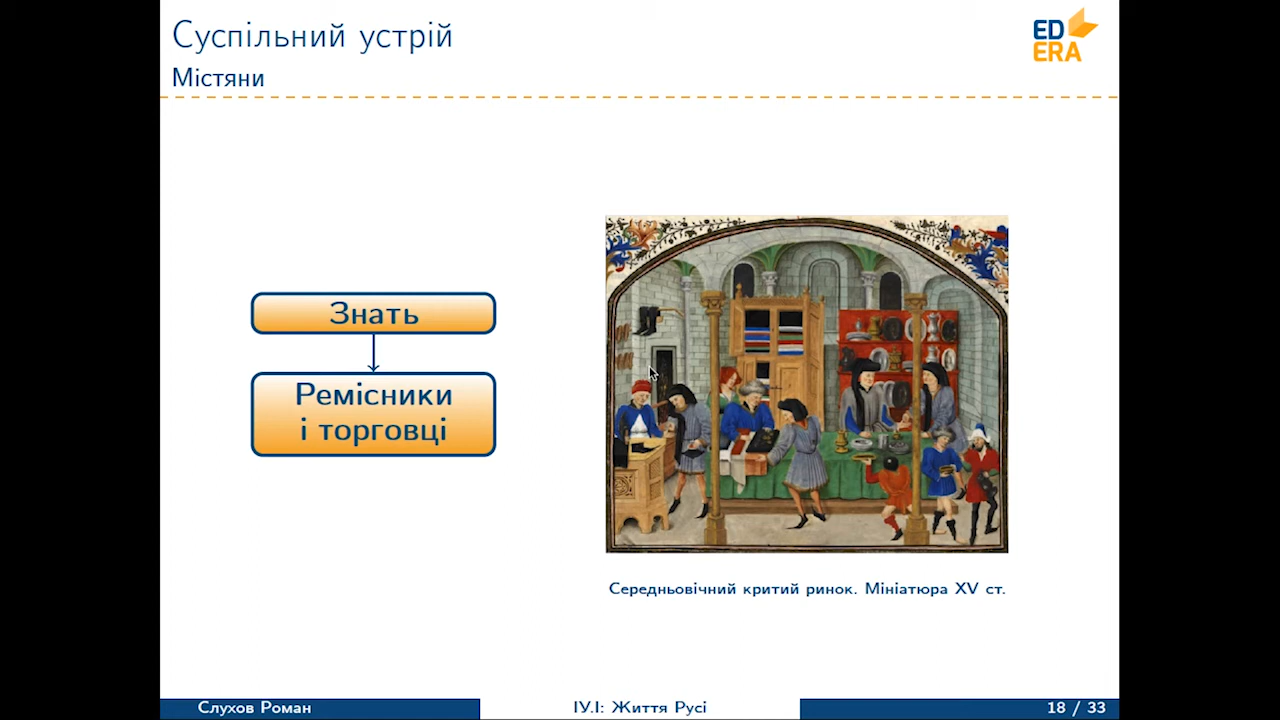 Суспільний устрій
Містяни
ED
ERA
Знать
Ремісники
і торговці
Середньовічний критий ринок. Мініатюра XV ст.
Слухов Роман
ІУ.І: Життя Русі
18 / 33